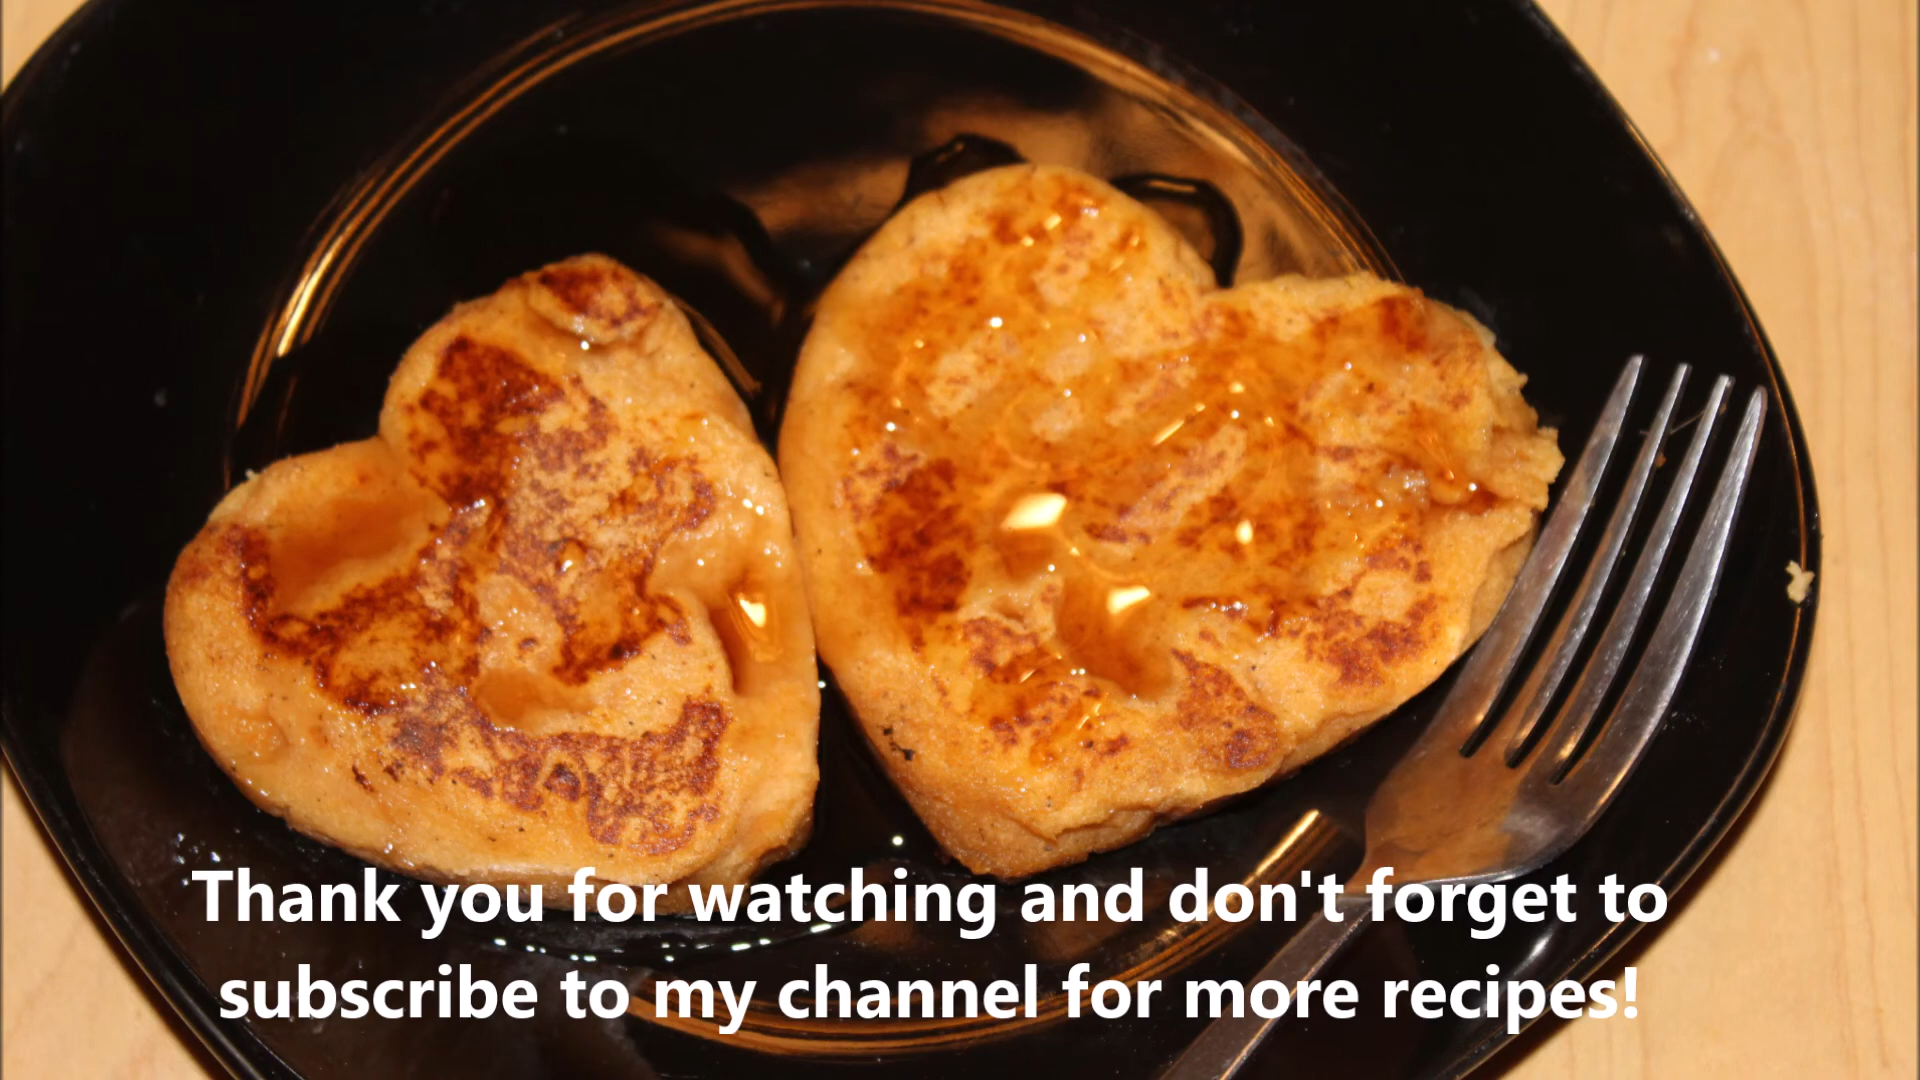 Thank you for watching and don't forget to
subscribe to my channel for more recipes!